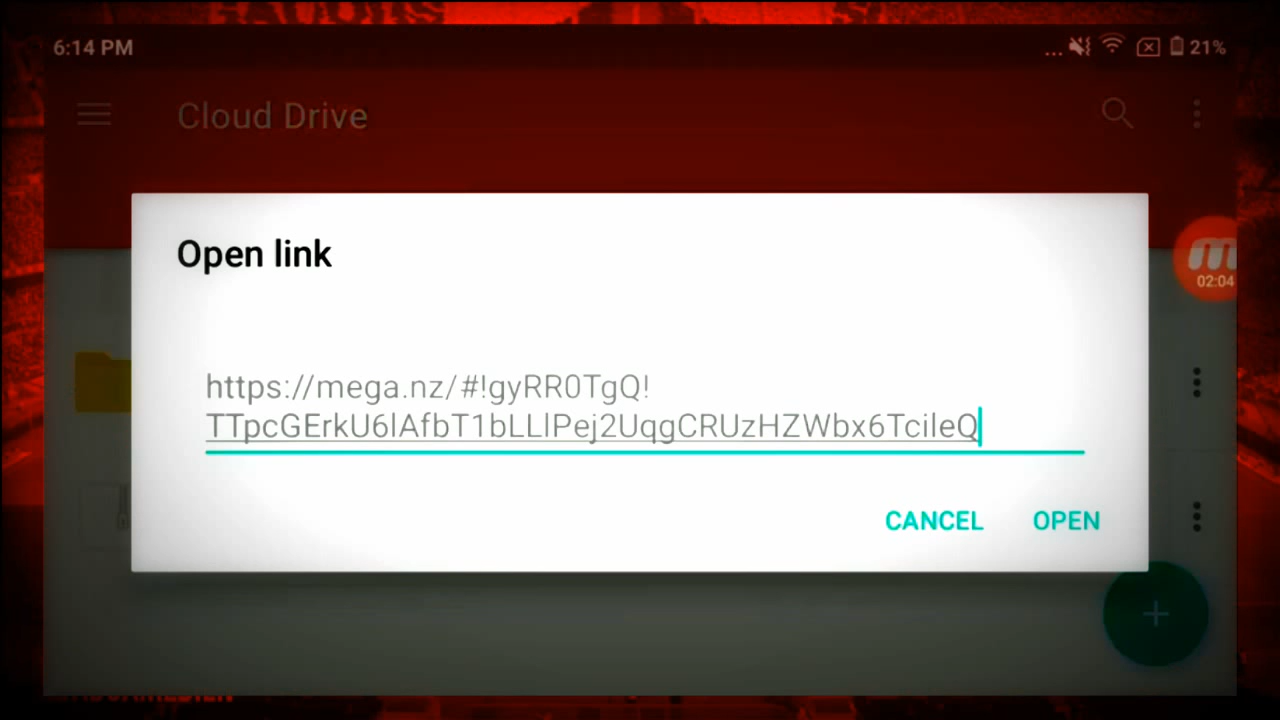 6:14 PM
... 21%
Cloud Drive
Open link
02:04
https://mega.nz/#!gyRR0TgQ!
TTpcGErkU6lAfbT1bLLlPej2UqgCRUzHZWbx6TcileQ
CANCEL OPEN